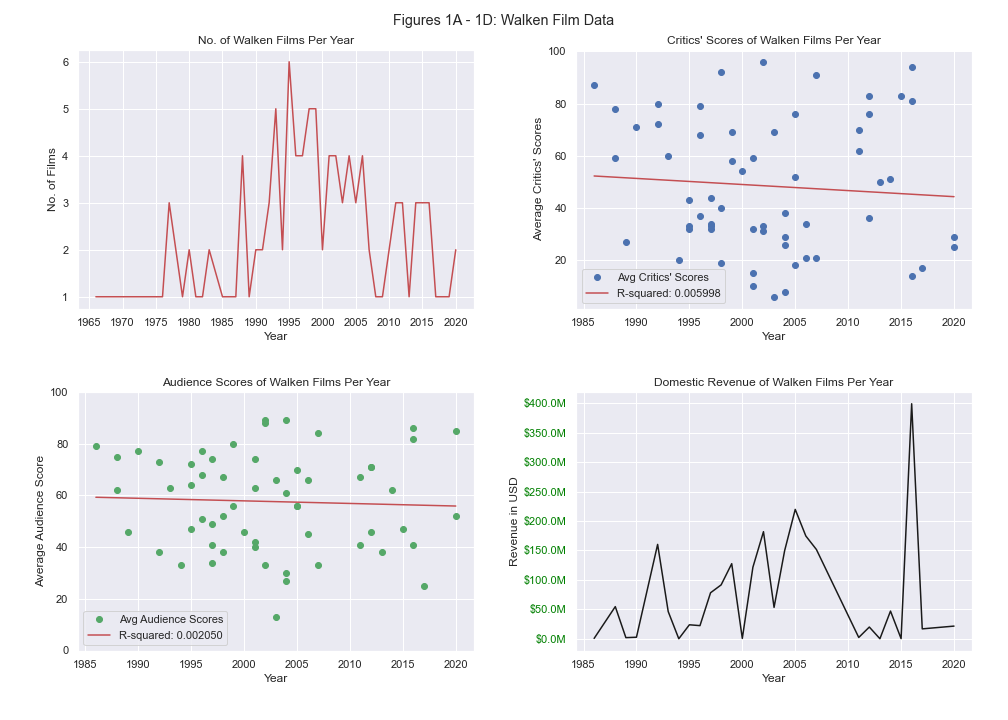 Figures 1A - 1D: Walken Film Data
No. of Walken Films Per Year
No. of Films
6
5
4
3
2
1
1965 1970 1975 1980 1985 1990 1995 2000 2005 2010 2015 2020
Year
Critics' Scores of Walken Films Per Year
Average Critics' Scores
100
80
60
40
20
Avg Critics' Scores
R-squared: 0.005998
1985 1990 1995 2000 2005 2010 2015 2020
Year
Audience Scores of Walken Films Per Year
Average Audience Score
100
80
60
40
20
0
Avg Audience Scores
R-squared: 0.002050
1985 1990 1995 2000 2005 2010 2015 2020
Year
Domestic Revenue of Walken Films Per Year
Revenue in USD
$400.0M
$350.0M
$300.0M
$250.0M
$200.0M
$150.0M
$100.0M
$50.0M
$0.0M
1985 1990 1995 2000 2005 2010 2015 2020
Year